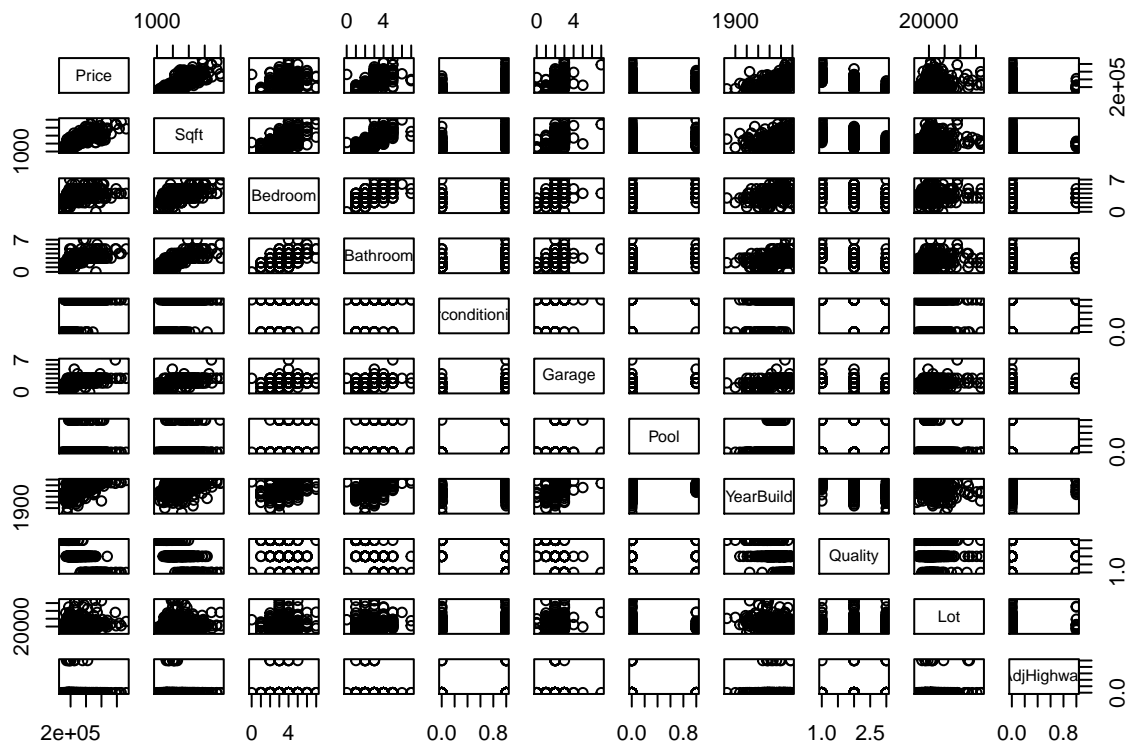 1000 0 4 0 4 1900 20000
Price 2e+05
1000 Sqft
Bedroom 0 7
0 7 Bathroom
rconditioni 0.0
0 7 Garage
Pool 0.0
1900 YearBuild
Quality 1.0
20000 Lot
AdjHighwa 0.0
2e+05 0 4 0.0 0.8 0.0 0.8 1.0 2.5 0.0 0.8